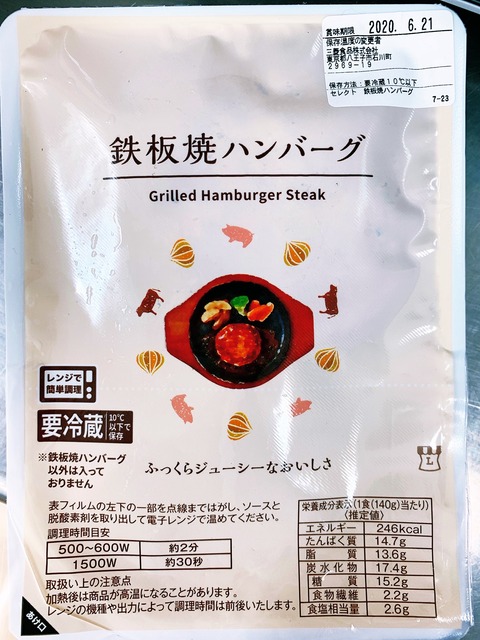 賞味期限 2020. 6.21
保存温度の変更者
三菱食品株式会社
東京都八王子市石川町
2969-19
保存方法：要冷蔵10℃以下
セレクト 鉄板焼ハンバーグ
7-23
鉄板焼ハンバーグ
Grilled Hamburger Steak
レンジで
簡単調理!
要冷蔵
10℃
以下で
保存
※鉄板焼ハンバーグ
以外は入って
おりません
ふっくらジューシーなおいしさ
L
表フィルムの左下の一部を点線まではがし、ソースと
脱酸素剤を取り出して電子レンジで温めてください。
調理時間目安
500～600W 約2分
1500W 約30秒
取扱い上の注意点
加熱後は商品が高温になることがあります。
レンジの機種や出力によって調理時間は前後いたします。
あけ口
栄養成分表示(1食(140g)当たり)
〈推定値〉
エネルギー 246kcal
たんぱく質 14.7g
脂質 13.6g
炭水化物 17.4g
糖質 15.2g
食物繊維 2.2g
食塩相当量 2.6g